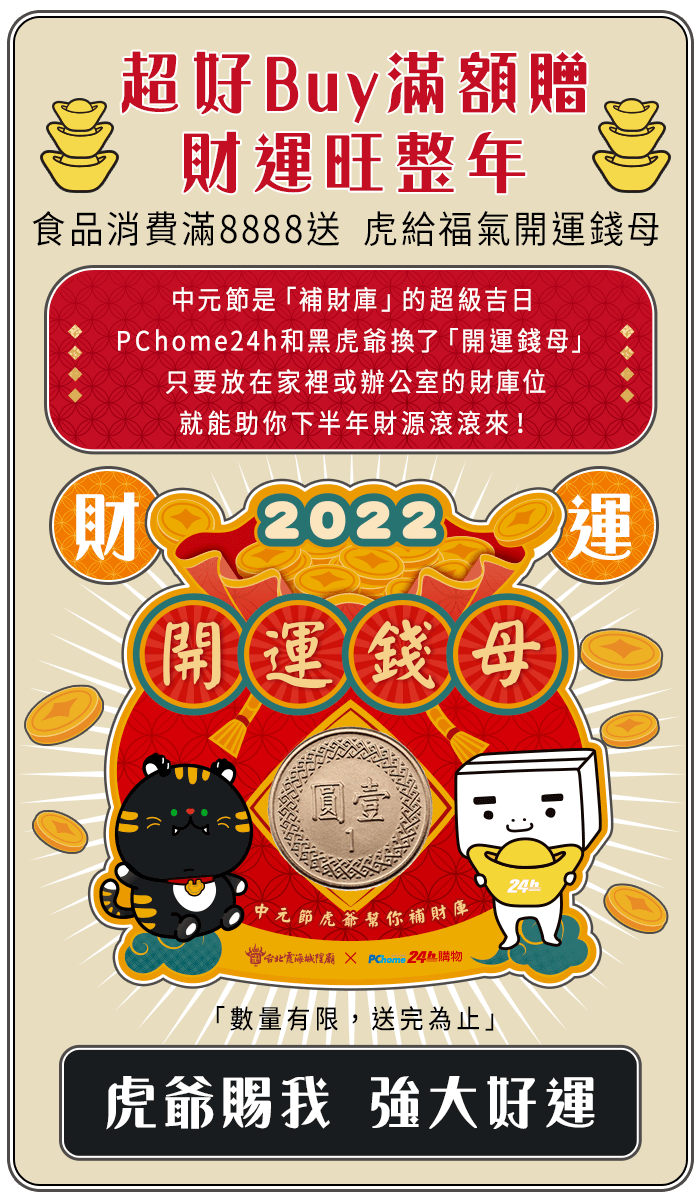 超好Buy滿額贈
財運旺整年
食品消費滿8888送 虎給福氣開運錢母
中元節是「補財庫」的超級吉日
PChome24h和黑虎爺換了「開運錢母」
只要放在家裡或辦公室的財庫位
就能助你下半年財源滾滾來！
財
2022
運
開運錢母
圓壹
1
24h
中元節虎爺幫你補財庫
台北霞海城隍廟 × PChome 24h購物
「數量有限，送完為止」
虎爺賜我 強大好運